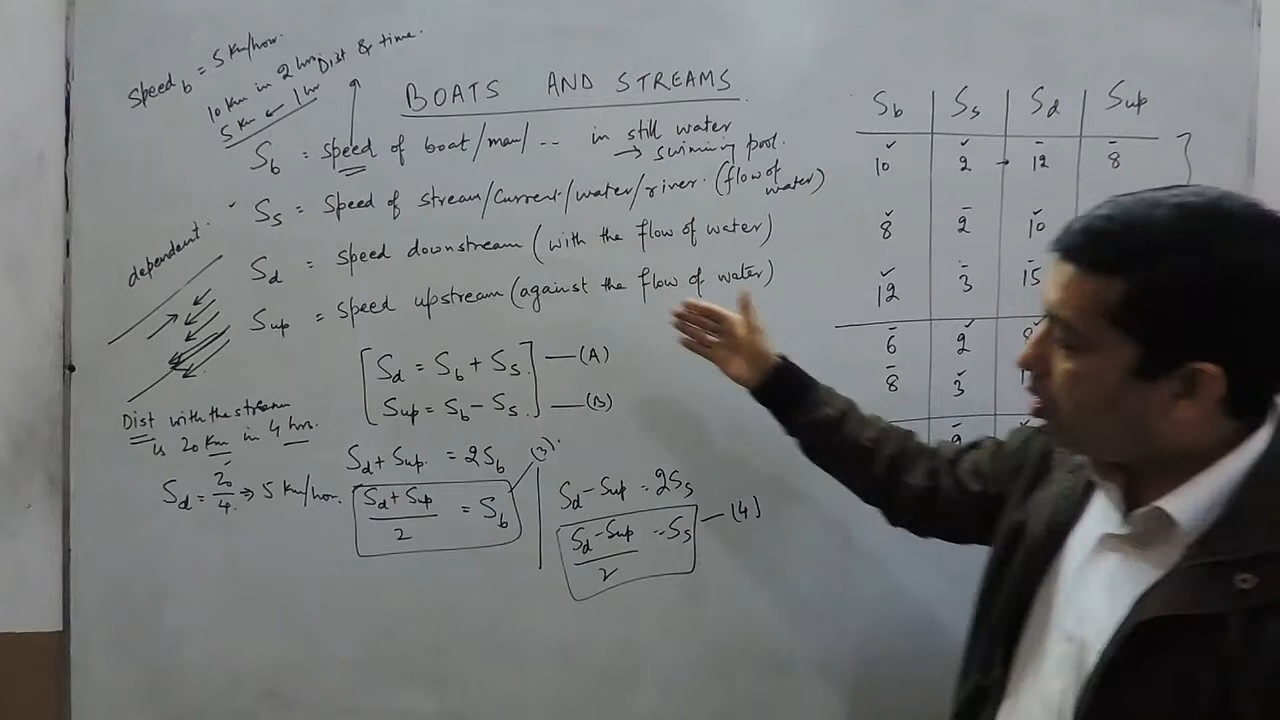 Speed b = 5 Km/hour.
10 Km in 2 hrs
5 Km ← 1 hr
Dist & time.
BOATS AND STREAMS
Sb = speed of boat/man/-- in still water
→ swimming pool.
Ss = speed of stream/current/water/river. (flow of water)
Sd = speed downstream (with the flow of water)
Sup = speed upstream (against the flow of water)
dependent.
[Sd = Sb + Ss.] —(A)
[Sup = Sb - Ss.] —(B)
Dist with the stream
is 20 Km in 4 hrs.
Sd = 20/4 ⇒ 5 Km/hour.
Sd + Sup = 2Sb
(Sd + Sup)/2 = Sb (3)
Sd - Sup = 2Ss
(Sd - Sup)/2 = Ss —(4)
Sb Ss Sd Sup
10 2 → 12 8
8 2 10
12 3 15
6 2
8 3 1
2